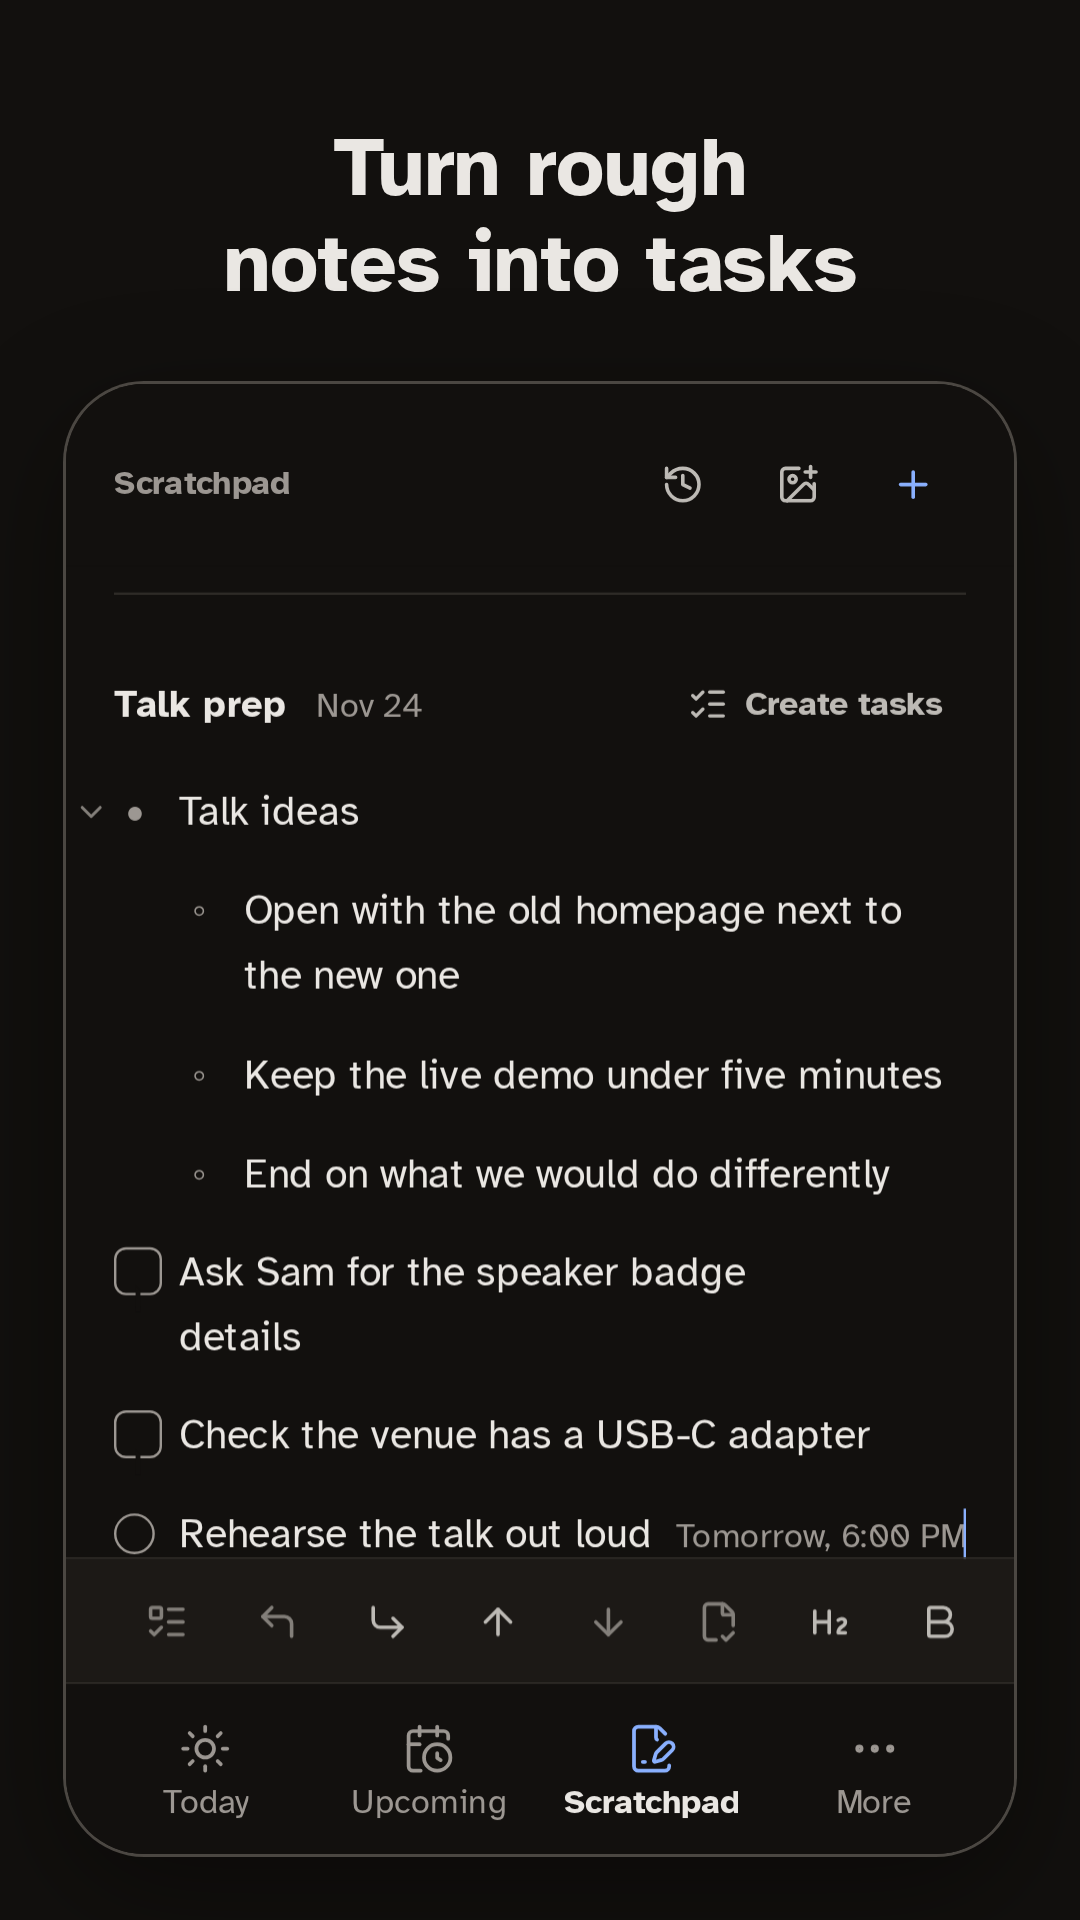 Turn rough
notes into tasks
Scratchpad
Talk prep Nov 24 Create tasks
Talk ideas
Open with the old homepage next to
the new one
Keep the live demo under five minutes
End on what we would do differently
Ask Sam for the speaker badge
details
Check the venue has a USB-C adapter
Rehearse the talk out loud Tomorrow, 6:00 PM
H2 B
Today Upcoming Scratchpad More